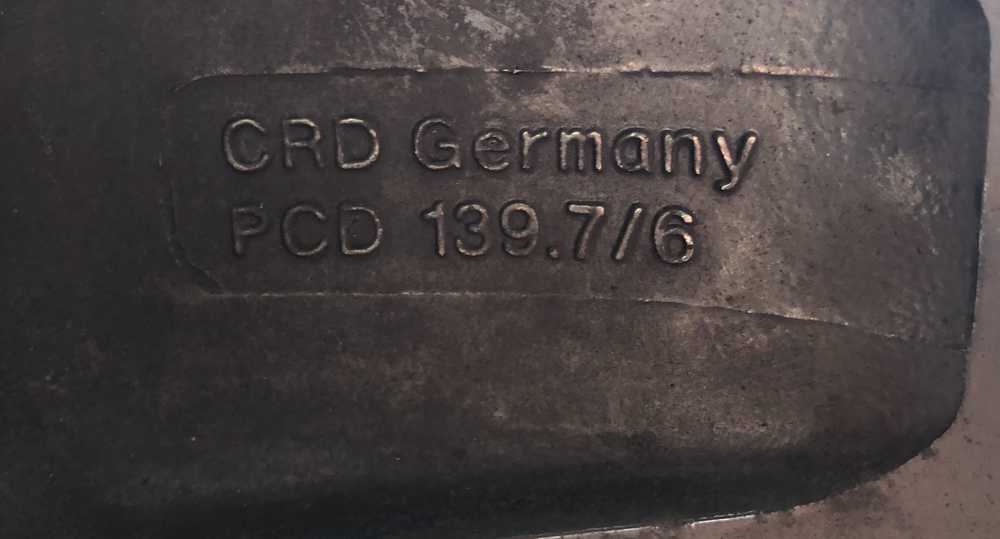 CRD Germany
PCD 139.7/6